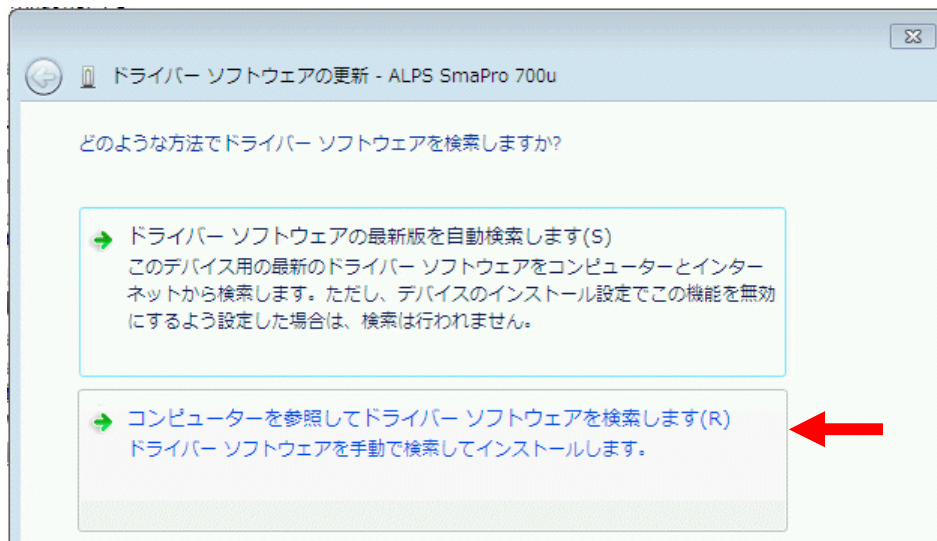 ドライバー ソフトウェアの更新 - ALPS SmaPro 700u
どのような方法でドライバー ソフトウェアを検索しますか?
ドライバー ソフトウェアの最新版を自動検索します(S)
このデバイス用の最新のドライバー ソフトウェアをコンピューターとインター
ネットから検索します。ただし、デバイスのインストール設定でこの機能を無効
にするよう設定した場合は、検索は行われません。
コンピューターを参照してドライバー ソフトウェアを検索します(R)
ドライバー ソフトウェアを手動で検索してインストールします。